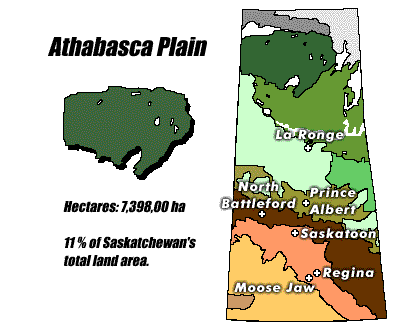 Athabasca Plain
Hectares: 7,398,00 ha
11 % of Saskatchewan's
total land area.
La Ronge
North
Battleford
Prince
Albert
Saskatoon
Regina
Moose Jaw